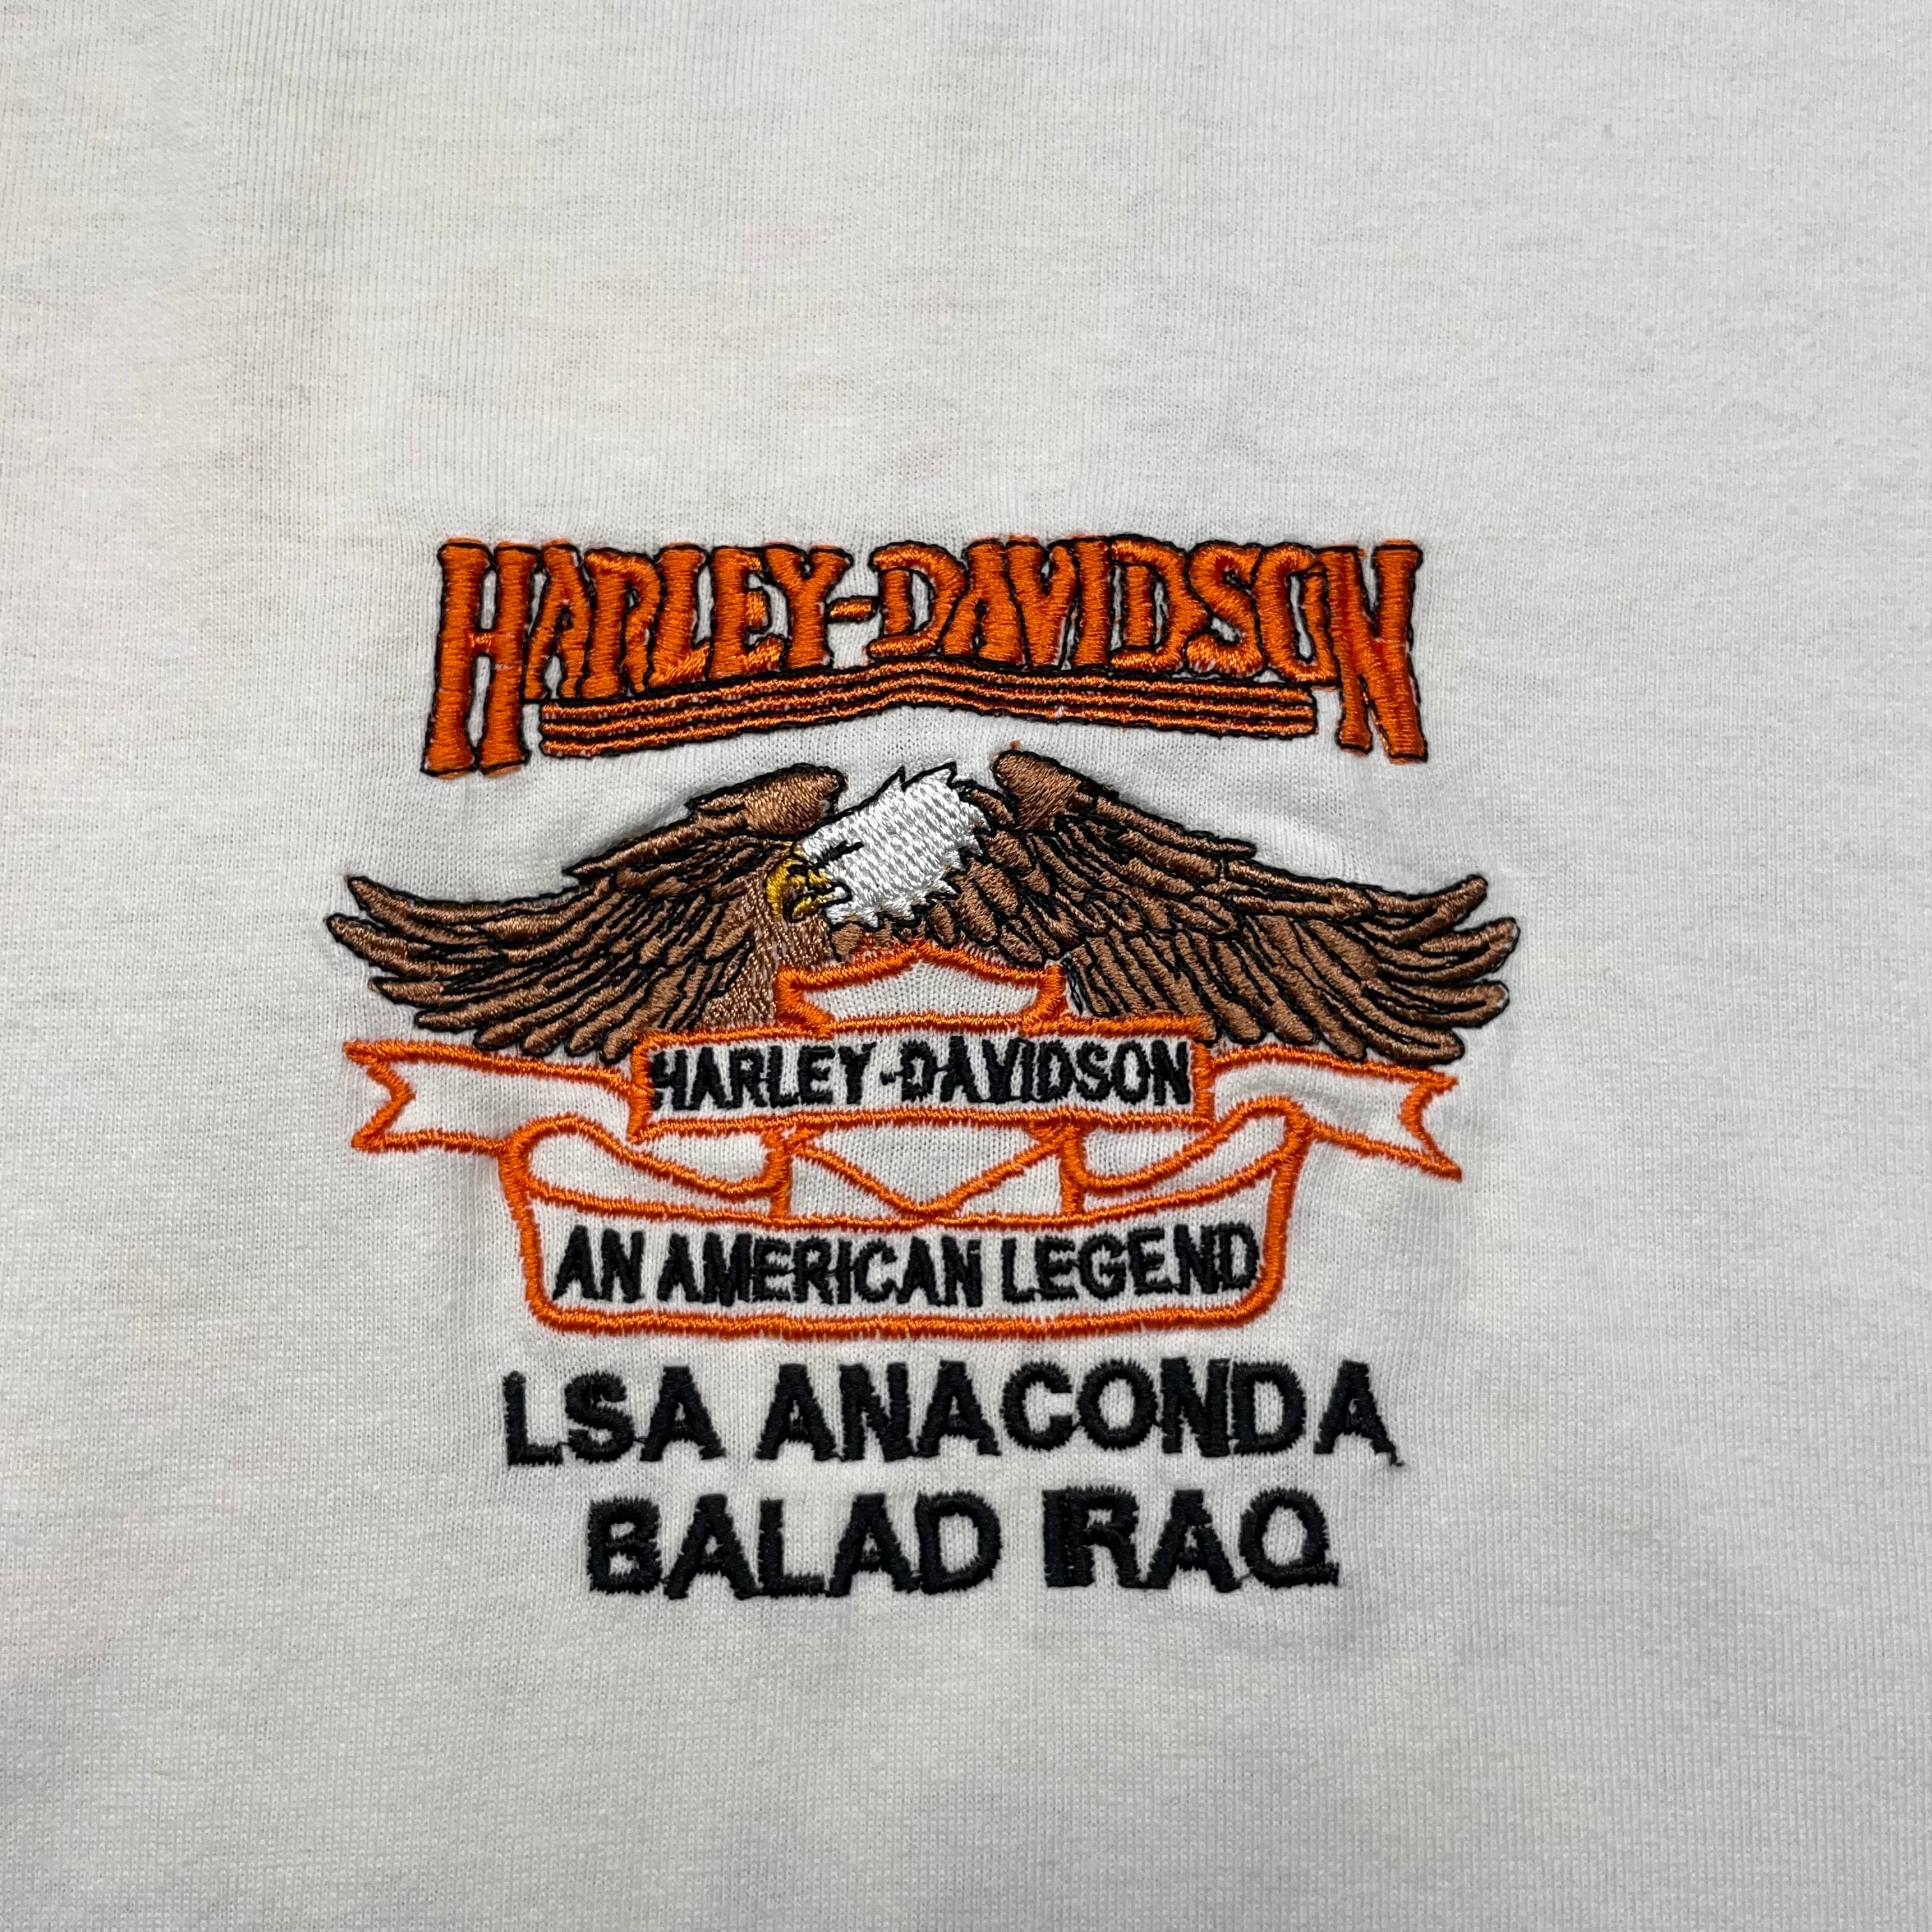 HARLEY-DAVIDSON
HARLEY-DAVIDSON
AN AMERICAN LEGEND
LSA ANACONDA
BALAD IRAQ